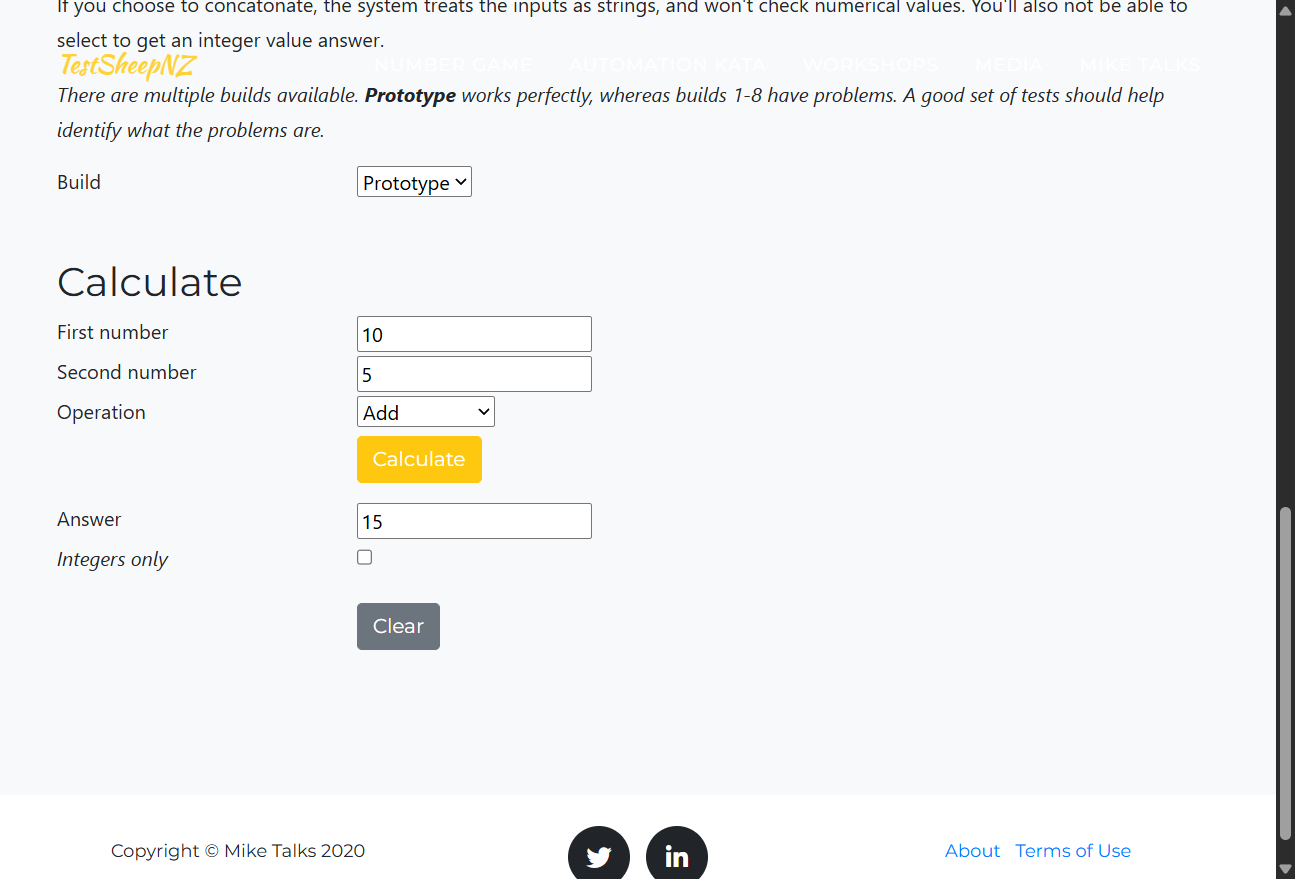 If you choose to concatonate, the system treats the inputs as strings, and won't check numerical values. You'll also not be able to
select to get an integer value answer.
TestSheepNZ NUMBER GAME AUTOMATION KATA WORKSHOPS MEDIA MIKE TALKS
There are multiple builds available. Prototype works perfectly, whereas builds 1-8 have problems. A good set of tests should help
identify what the problems are.
Build Prototype
Calculate
First number 10
Second number 5
Operation Add
Calculate
Answer 15
Integers only
Clear
Copyright © Mike Talks 2020 in About Terms of Use